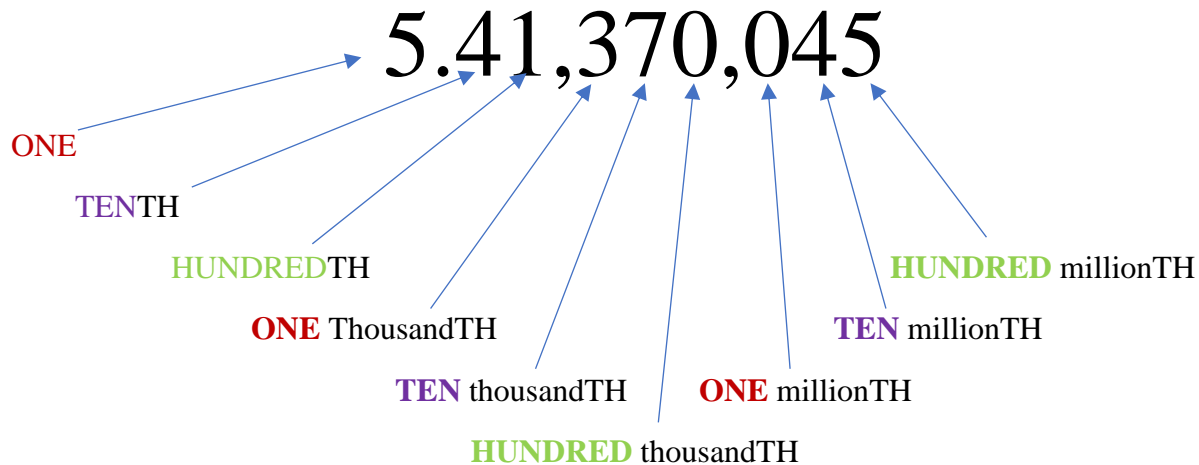 5.41,370,045
ONE
TENTH
HUNDREDTH
HUNDRED millionTH
ONE ThousandTH
TEN millionTH
TEN thousandTH
ONE millionTH
HUNDRED thousandTH